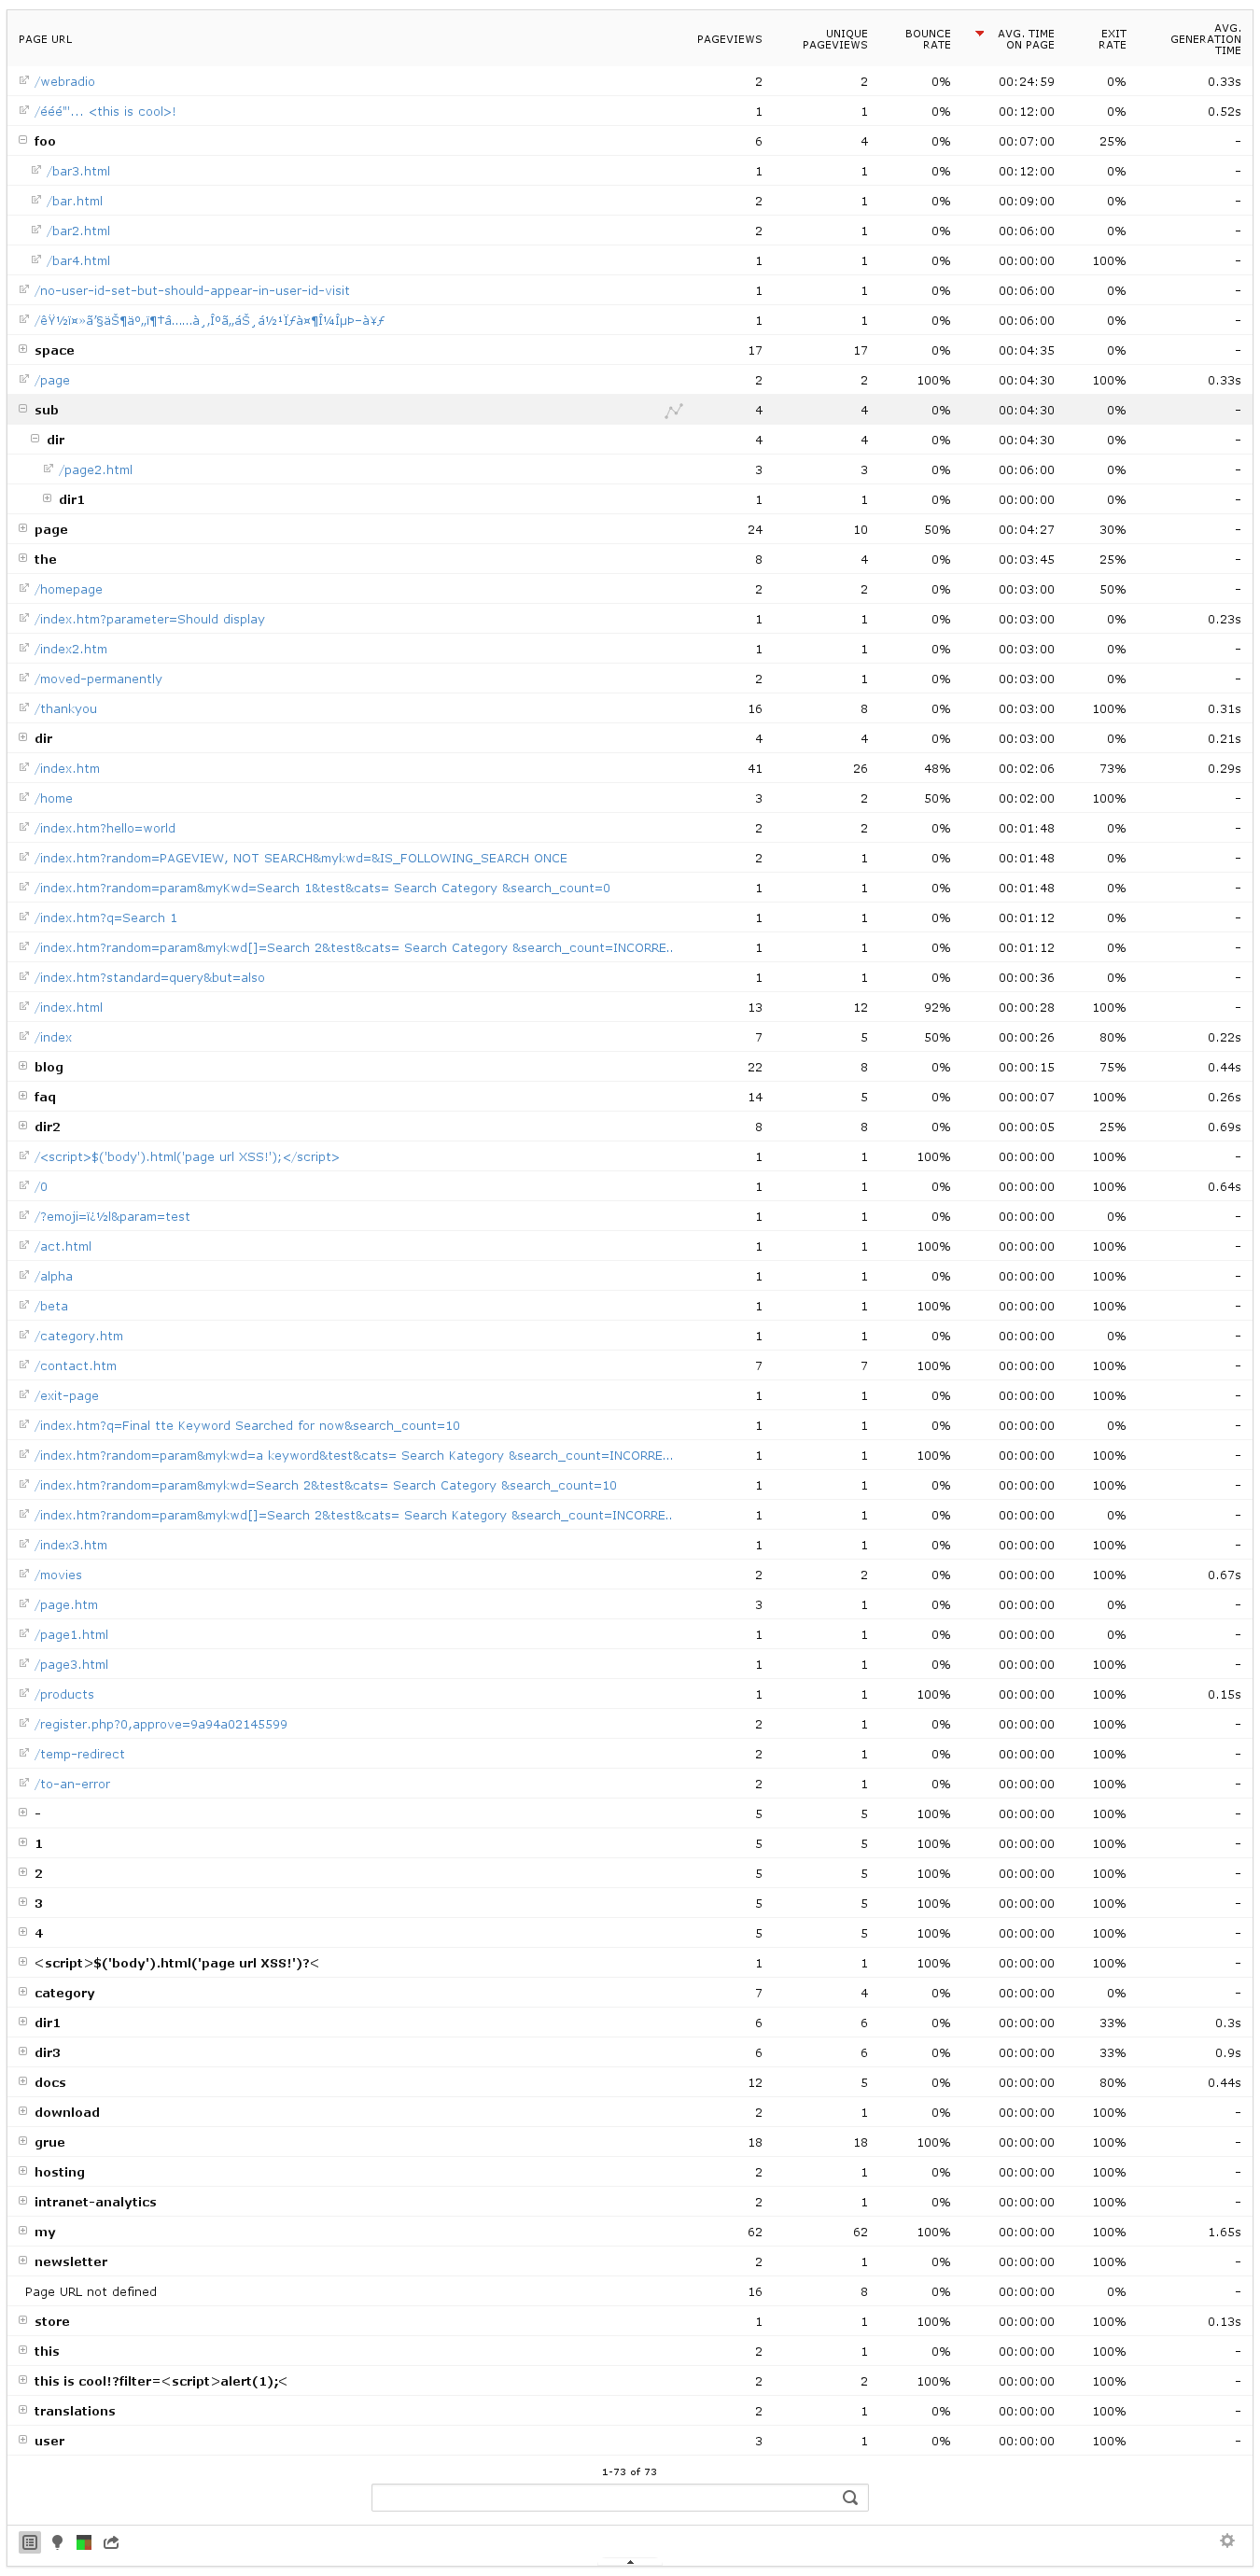 PAGE URL PAGEVIEWS UNIQUE PAGEVIEWS BOUNCE RATE AVG. TIME ON PAGE EXIT RATE AVG. GENERATION TIME
/webradio 2 2 0% 00:24:59 0% 0.33s
/ééé"'... <this is cool>! 1 1 0% 00:12:00 0% 0.52s
foo 6 4 0% 00:07:00 25% -
/bar3.html 1 1 0% 00:12:00 0% -
/bar.html 2 1 0% 00:09:00 0% -
/bar2.html 2 1 0% 00:06:00 0% -
/bar4.html 1 1 0% 00:00:00 100% -
/no-user-id-set-but-should-appear-in-user-id-visit 1 1 0% 00:06:00 0% -
1 1 0% 00:06:00 0% -
space 17 17 0% 00:04:35 0% -
/page 2 2 100% 00:04:30 100% 0.33s
sub 4 4 0% 00:04:30 0% -
dir 4 4 0% 00:04:30 0% -
/page2.html 3 3 0% 00:06:00 0% -
dir1 1 1 0% 00:00:00 0% -
page 24 10 50% 00:04:27 30% -
the 8 4 0% 00:03:45 25% -
/homepage 2 2 0% 00:03:00 50% -
/index.htm?parameter=Should display 1 1 0% 00:03:00 0% 0.23s
/index2.htm 1 1 0% 00:03:00 0% -
/moved-permanently 2 1 0% 00:03:00 0% -
/thankyou 16 8 0% 00:03:00 100% 0.31s
dir 4 4 0% 00:03:00 0% 0.21s
/index.htm 41 26 48% 00:02:06 73% 0.29s
/home 3 2 50% 00:02:00 100% -
/index.htm?hello=world 2 2 0% 00:01:48 0% -
/index.htm?random=PAGEVIEW, NOT SEARCH&mykwd=&IS_FOLLOWING_SEARCH ONCE 2 1 0% 00:01:48 0% -
/index.htm?random=param&myKwd=Search 1&test&cats= Search Category &search_count=0 1 1 0% 00:01:48 0% -
/index.htm?q=Search 1 1 1 0% 00:01:12 0% -
/index.htm?random=param&mykwd[]=Search 2&test&cats= Search Category &search_count=INCORRE.. 1 1 0% 00:01:12 0% -
/index.htm?standard=query&but=also 1 1 0% 00:00:36 0% -
/index.html 13 12 92% 00:00:28 100% -
/index 7 5 50% 00:00:26 80% 0.22s
blog 22 8 0% 00:00:15 75% 0.44s
faq 14 5 0% 00:00:07 100% 0.26s
dir2 8 8 0% 00:00:05 25% 0.69s
/<script>$('body').html('page url XSS!');</script> 1 1 100% 00:00:00 100% -
/0 1 1 0% 00:00:00 100% 0.64s
/?emoji=ï¿½l&param=test 1 1 0% 00:00:00 0% -
/act.html 1 1 100% 00:00:00 100% -
/alpha 1 1 0% 00:00:00 100% -
/beta 1 1 100% 00:00:00 100% -
/category.htm 1 1 0% 00:00:00 0% -
/contact.htm 7 7 100% 00:00:00 100% -
/exit-page 1 1 0% 00:00:00 100% -
/index.htm?q=Final tte Keyword Searched for now&search_count=10 1 1 0% 00:00:00 0% -
/index.htm?random=param&mykwd=a keyword&test&cats= Search Kategory &search_count=INCORRE... 1 1 100% 00:00:00 100% -
/index.htm?random=param&mykwd=Search 2&test&cats= Search Category &search_count=10 1 1 0% 00:00:00 100% -
/index.htm?random=param&mykwd[]=Search 2&test&cats= Search Kategory &search_count=INCORRE.. 1 1 0% 00:00:00 0% -
/index3.htm 1 1 0% 00:00:00 100% -
/movies 2 2 0% 00:00:00 100% 0.67s
/page.htm 3 1 0% 00:00:00 0% -
/page1.html 1 1 0% 00:00:00 0% -
/page3.html 1 1 0% 00:00:00 100% -
/products 1 1 100% 00:00:00 100% 0.15s
/register.php?0,approve=9a94a02145599 2 1 0% 00:00:00 100% -
/temp-redirect 2 1 0% 00:00:00 100% -
/to-an-error 2 1 0% 00:00:00 100% -
- 5 5 100% 00:00:00 100% -
1 5 5 100% 00:00:00 100% -
2 5 5 100% 00:00:00 100% -
3 5 5 100% 00:00:00 100% -
4 5 5 100% 00:00:00 100% -
<script>$('body').html('page url XSS!')?< 1 1 100% 00:00:00 100% -
category 7 4 0% 00:00:00 0% -
dir1 6 6 0% 00:00:00 33% 0.3s
dir3 6 6 0% 00:00:00 33% 0.9s
docs 12 5 0% 00:00:00 80% 0.44s
download 2 1 0% 00:00:00 100% -
grue 18 18 100% 00:00:00 100% -
hosting 2 1 0% 00:00:00 100% -
intranet-analytics 2 1 0% 00:00:00 100% -
my 62 62 100% 00:00:00 100% 1.65s
newsletter 2 1 0% 00:00:00 100% -
Page URL not defined 16 8 0% 00:00:00 0% -
store 1 1 100% 00:00:00 100% 0.13s
this 2 1 0% 00:00:00 100% -
this is cool!?filter=<script>alert(1);< 2 2 100% 00:00:00 100% -
translations 2 1 0% 00:00:00 100% -
user 3 1 0% 00:00:00 100% -
1-73 of 73